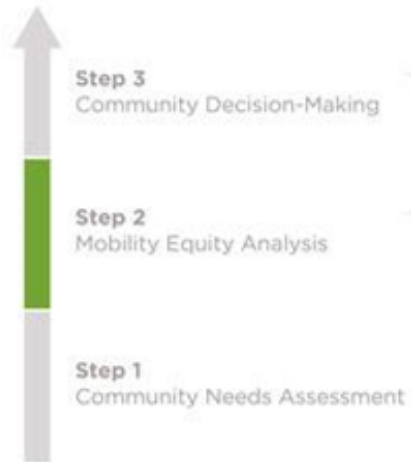 Step 3
Community Decision-Making
Step 2
Mobility Equity Analysis
Step 1
Community Needs Assessment